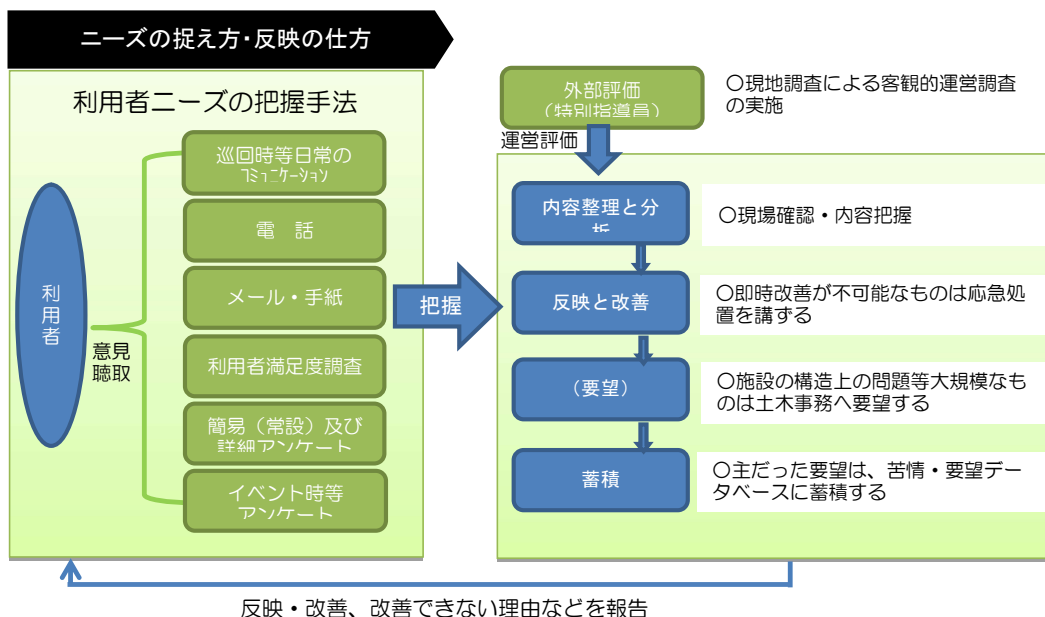 ニーズの捉え方・反映の仕方
利用者ニーズの把握手法
利用者
意見
聴取
巡回時等日常の
ｺﾐｭﾆｹｰｼｮﾝ
電　話
メール・手紙
利用者満足度調査
簡易（常設）及び
詳細アンケート
イベント時等
アンケート
把握
外部評価
（特別指導員）
〇現地調査による客観的運営調査
の実施
運営評価
内容整理と分
析
〇現場確認・内容把握
反映と改善
〇即時改善が不可能なものは応急処
置を講ずる
（要望）
〇施設の構造上の問題等大規模なも
のは土木事務へ要望する
蓄積
〇主だった要望は、苦情・要望デー
タベースに蓄積する
反映・改善、改善できない理由などを報告